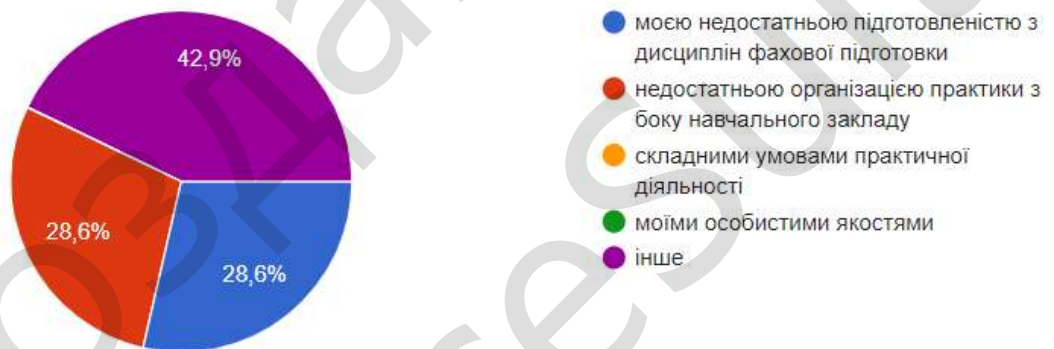 42,9%
28,6%
28,6%
моєю недостатньою підготовленістю з
дисциплін фахової підготовки
недостатньою організацією практики з
боку навчального закладу
складними умовами практичної
діяльності
моїми особистими якостями
інше